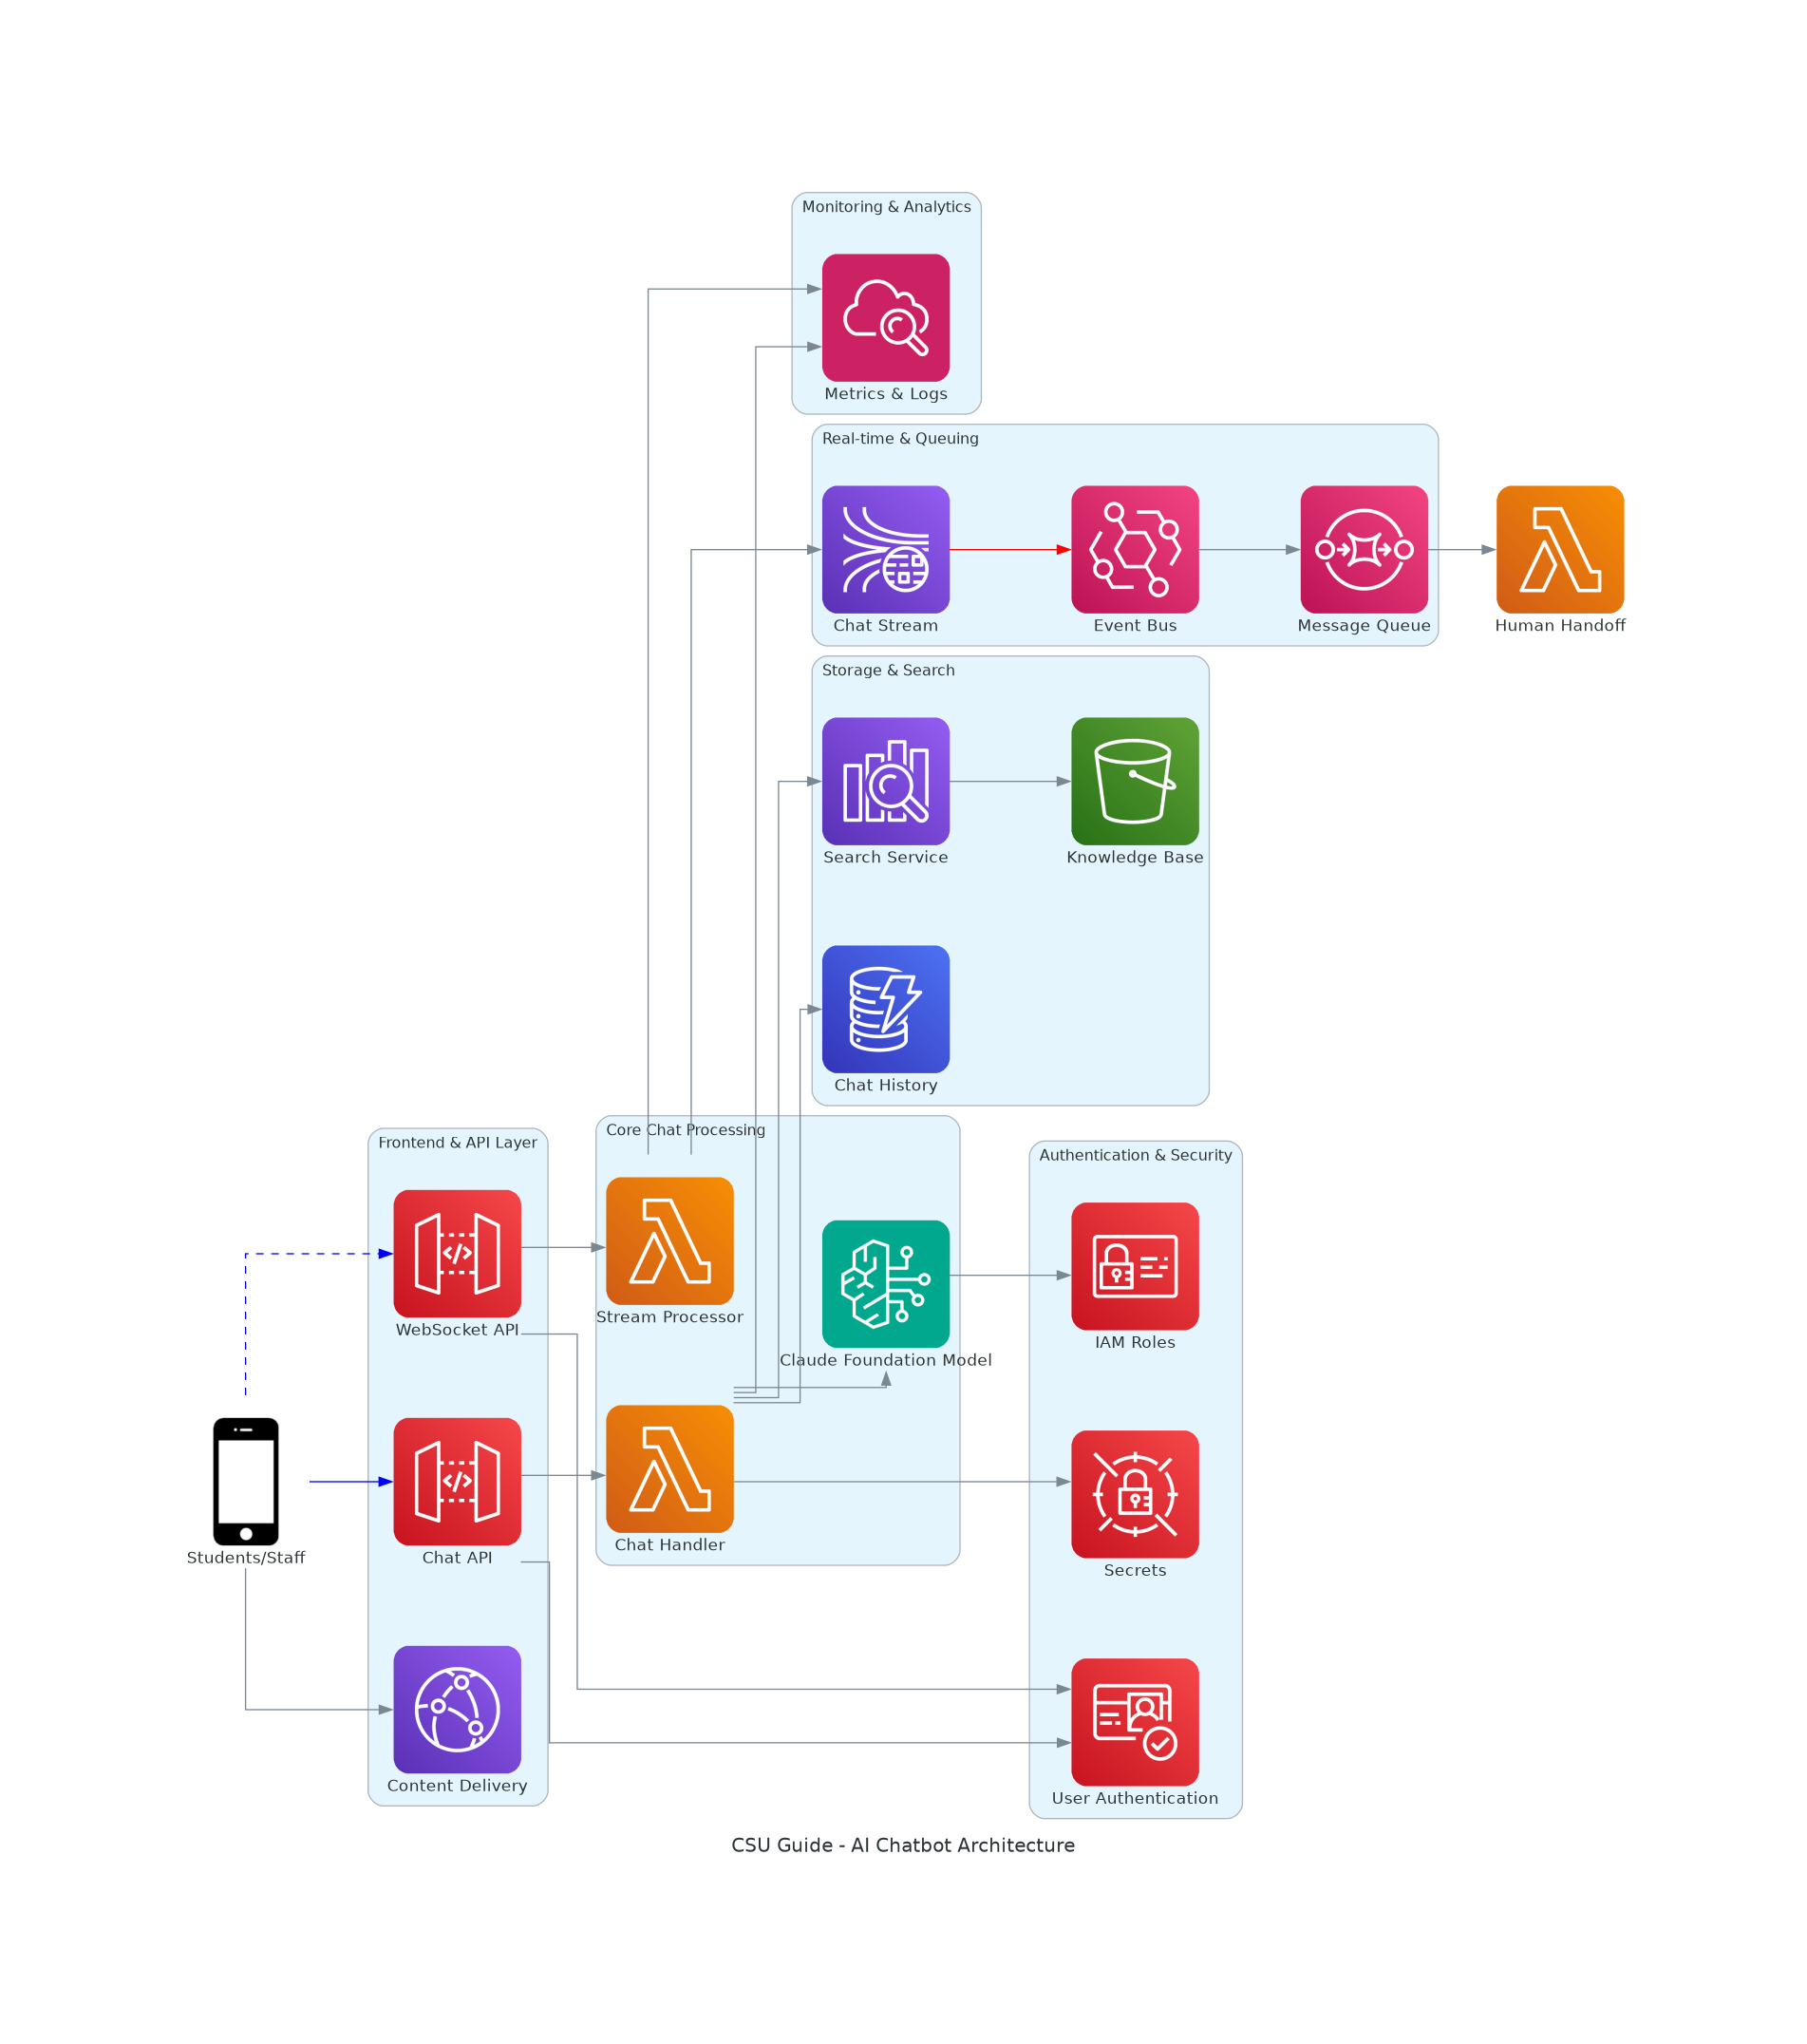 Monitoring & Analytics
Metrics & Logs
Real-time & Queuing
Chat Stream
Event Bus
Message Queue
Human Handoff
Storage & Search
Search Service
Knowledge Base
Chat History
Frontend & API Layer
Core Chat Processing
Authentication & Security
WebSocket API
Stream Processor
Claude Foundation Model
IAM Roles
Students/Staff
Chat API
Chat Handler
Secrets
Content Delivery
User Authentication
CSU Guide - AI Chatbot Architecture